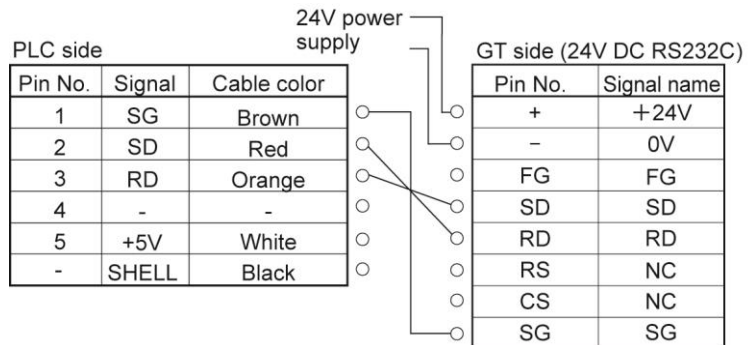 24V power
supply
PLC side
Pin No. Signal Cable color
1 SG Brown
2 SD Red
3 RD Orange
4 - -
5 +5V White
- SHELL Black
GT side (24V DC RS232C)
Pin No. Signal name
+ +24V
− 0V
FG FG
SD SD
RD RD
RS NC
CS NC
SG SG